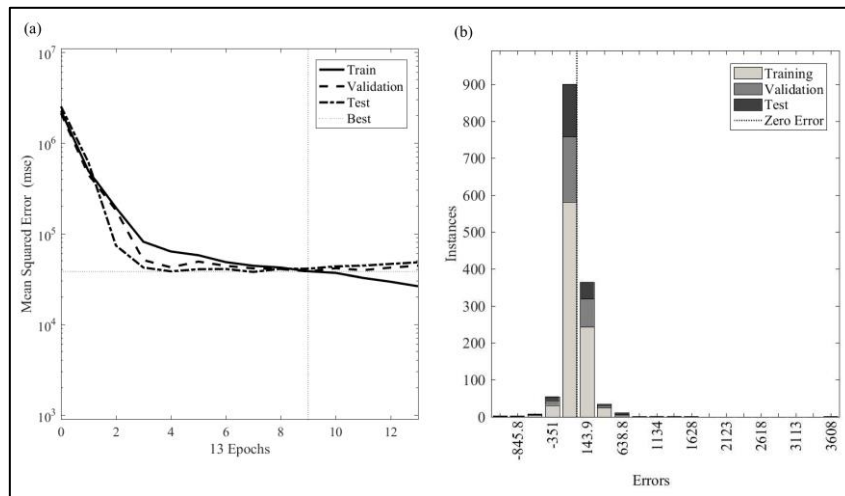 (a)
10^7
10^6
10^5
10^4
10^3
Mean Squared Error (mse)
Train
Validation
Test
Best
0
2
4
6
8
10
12
13 Epochs
(b)
900
800
700
600
500
400
300
200
100
0
Instances
Training
Validation
Test
Zero Error
-845.8
-351
143.9
638.8
1134
1628
2123
2618
3113
3608
Errors